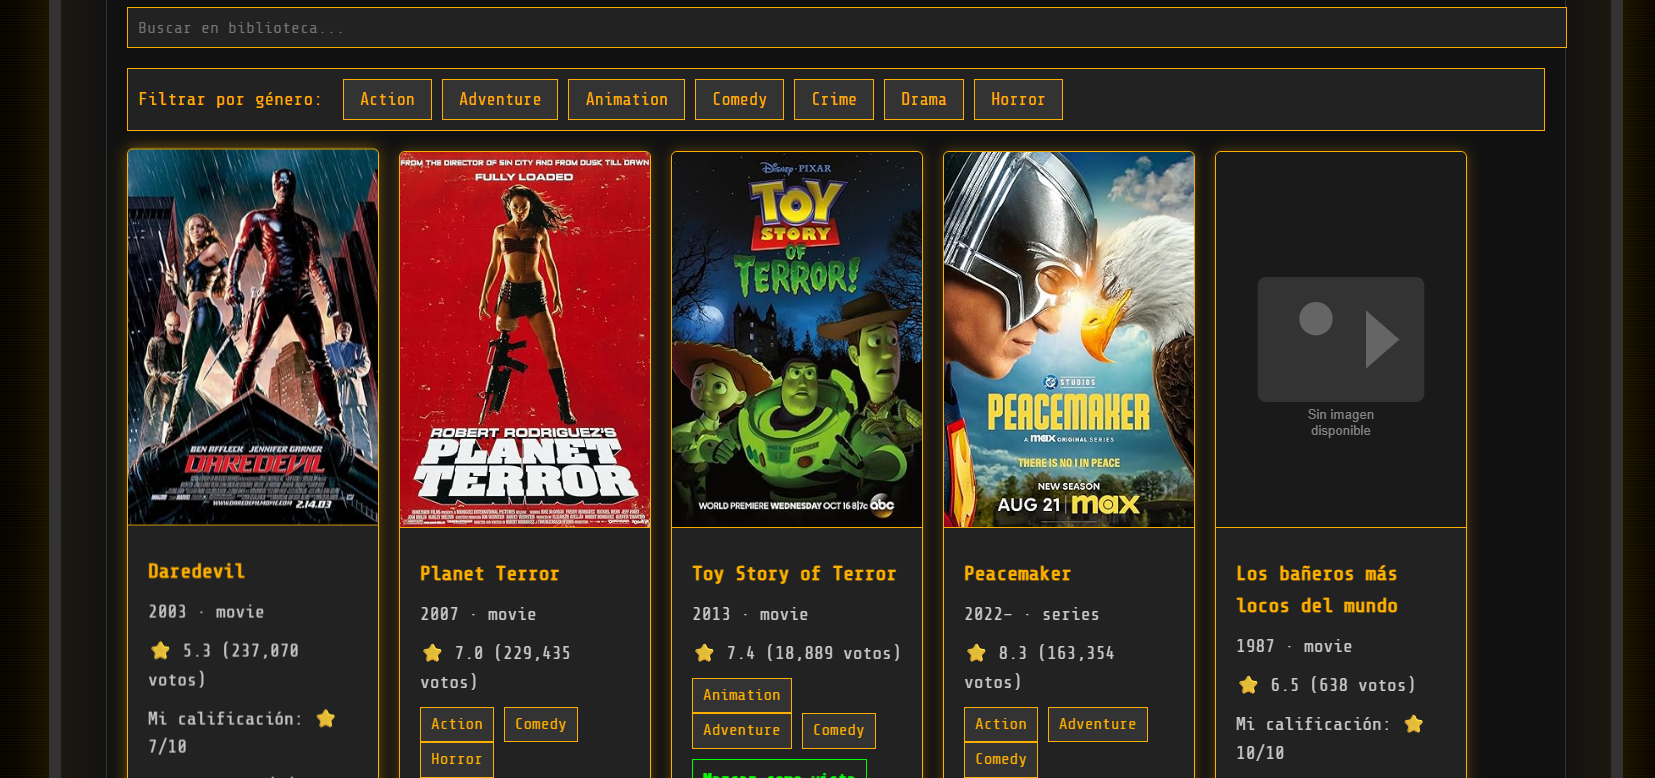 Buscar en biblioteca...
Filtrar por género:
Action
Adventure
Animation
Comedy
Crime
Drama
Horror
BEN AFFLECK JENNIFER GARNER
DAREDEVIL
WWW.DAREDEVILMOVIE.COM 2.14.03
Daredevil
2003 · movie
5.3 (237,070
votos)
Mi calificación:
7/10
FROM THE DIRECTOR OF SIN CITY AND FROM DUSK TILL DAWN
FULLY LOADED
ROBERT RODRIGUEZ'S
PLANET
TERROR
Planet Terror
2007 · movie
7.0 (229,435
votos)
Action
Comedy
Horror
Disney · PIXAR
TOY
STORY
OF
TERROR!
WORLD PREMIERE WEDNESDAY OCT 16 8|7c abc
Toy Story of Terror
2013 · movie
7.4 (18,889 votos)
Animation
Adventure
Comedy
Marcar como vista
DC STUDIOS
PEACEMAKER
A max ORIGINAL SERIES
THERE IS NO I IN PEACE
NEW SEASON
AUG 21 max
Peacemaker
2022– · series
8.3 (163,354
votos)
Action
Adventure
Comedy
Sin imagen
disponible
Los bañeros más
locos del mundo
1987 · movie
6.5 (638 votos)
Mi calificación:
10/10